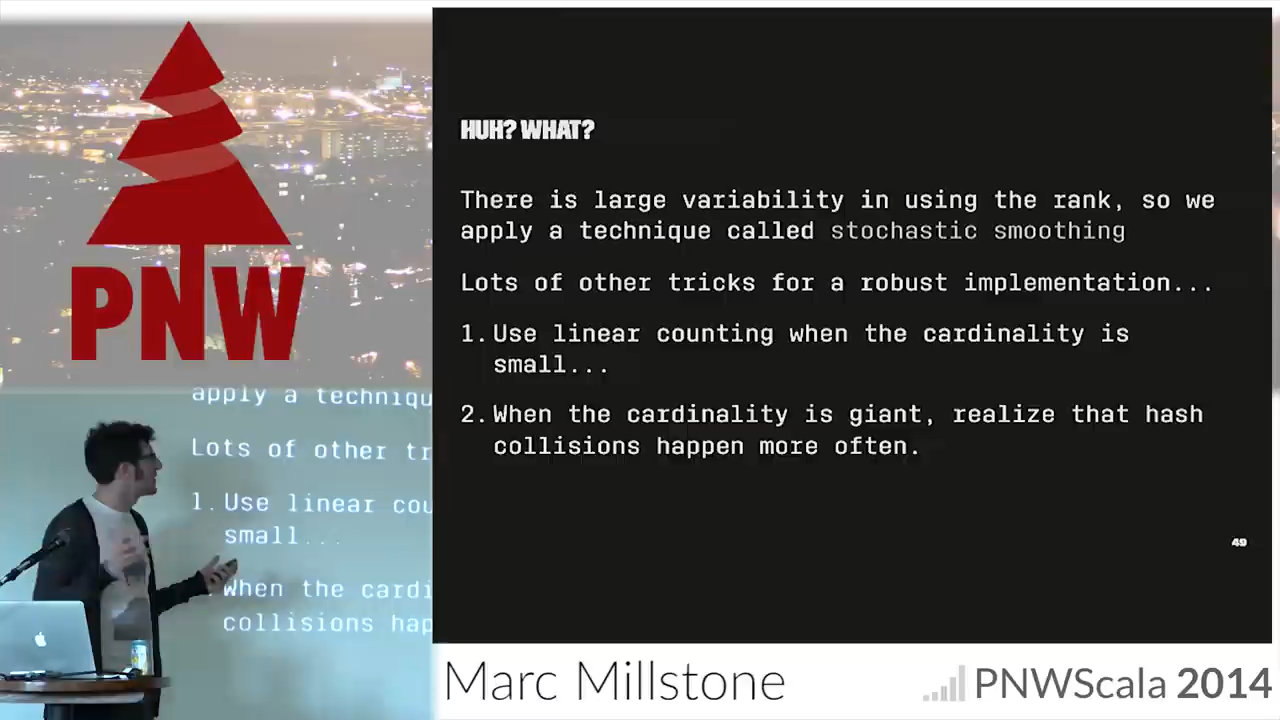 PNW
HUH? WHAT?
There is large variability in using the rank, so we
apply a technique called stochastic smoothing
Lots of other tricks for a robust implementation...
1. Use linear counting when the cardinality is
small...
2. When the cardinality is giant, realize that hash
collisions happen more often.
49
apply a techniqu
Lots of other tr
1. Use linear cou
small...
When the cardi
collisions hap
Marc Millstone
PNWScala 2014